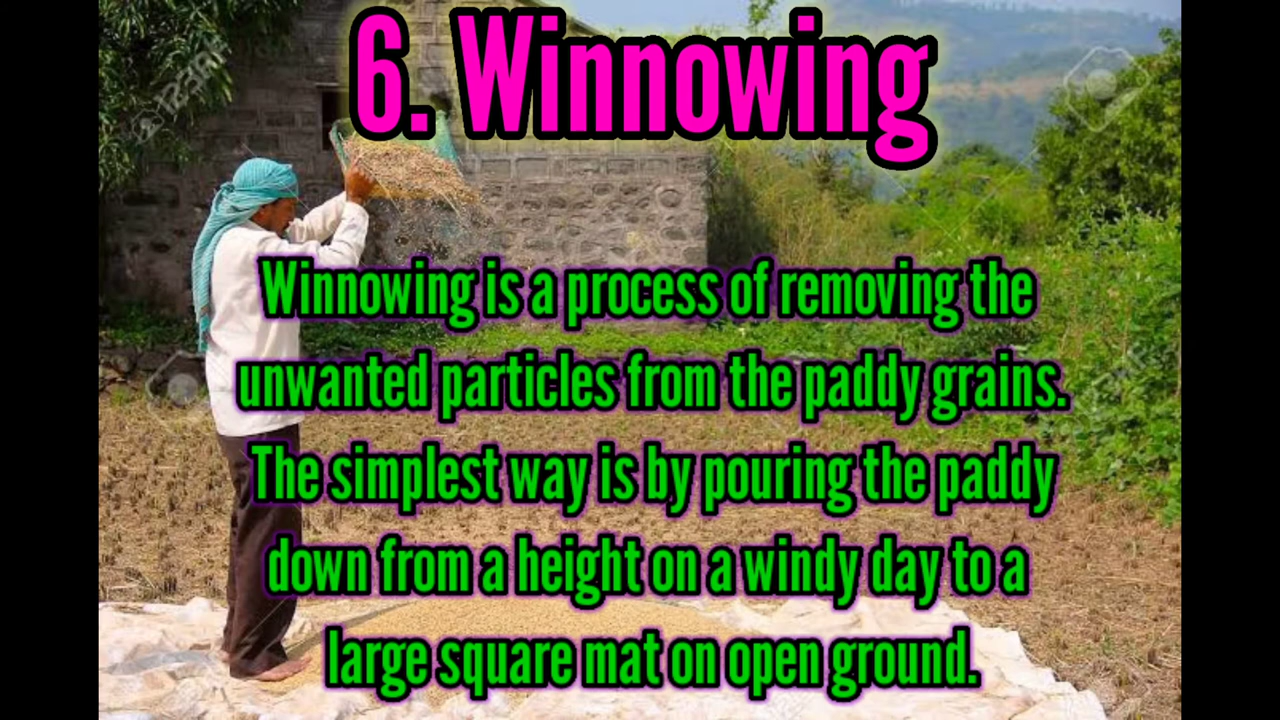 6. Winnowing
Winnowing is a process of removing the
unwanted particles from the paddy grains.
The simplest way is by pouring the paddy
down from a height on a windy day to a
large square mat on open ground.